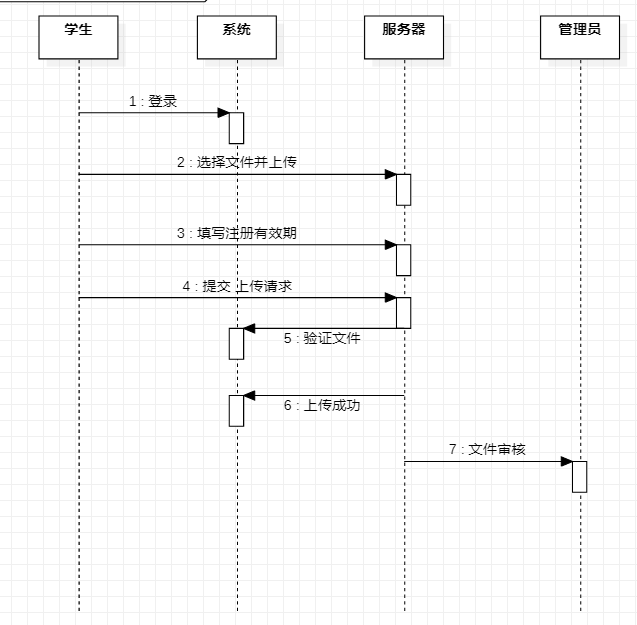 学生
系统
服务器
管理员
1 : 登录
2 : 选择文件并上传
3 : 填写注册有效期
4 : 提交 上传请求
5 : 验证文件
6 : 上传成功
7 : 文件审核